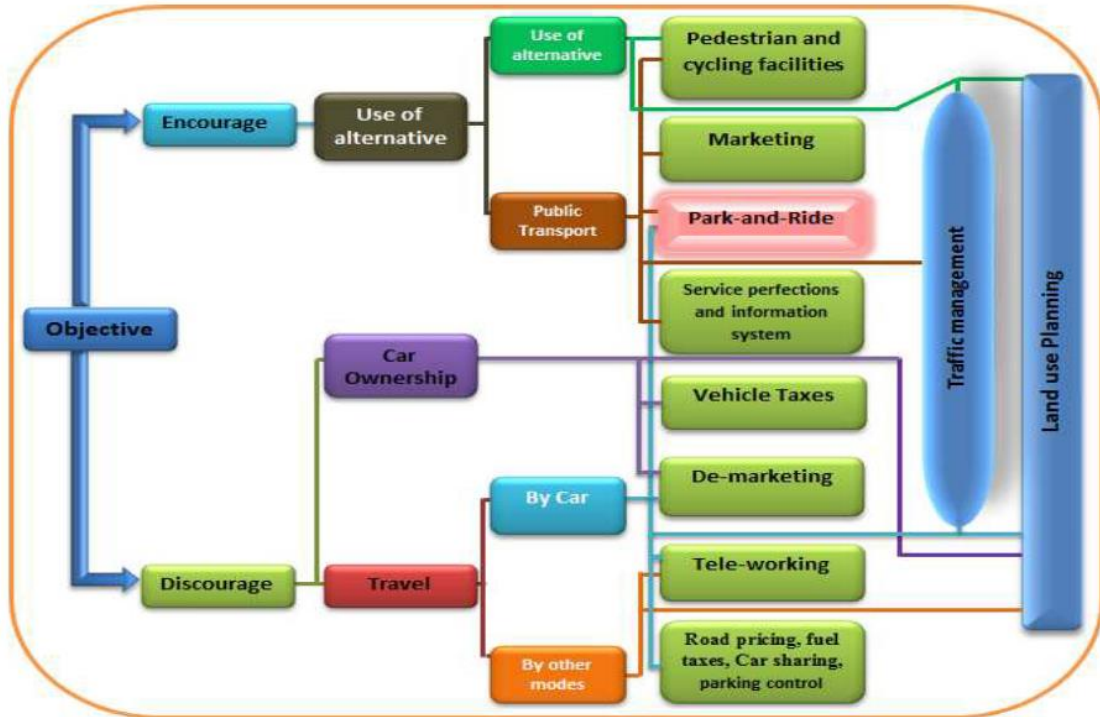 Objective
Encourage
Discourage
Use of
alternative
Car
Ownership
Travel
Use of
alternative
Public
Transport
By Car
By other
modes
Pedestrian and
cycling facilities
Marketing
Park-and-Ride
Service perfections
and information
system
Vehicle Taxes
De-marketing
Tele-working
Road pricing, fuel
taxes, Car sharing,
parking control
Traffic management
Land use Planning